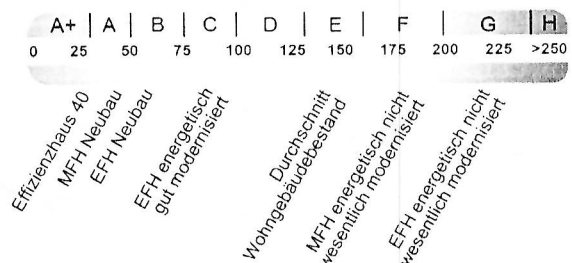 A+ | A | B | C | D | E | F | G | H
0 25 50 75 100 125 150 175 200 225 >250
Effizienzhaus 40
MFH Neubau
EFH Neubau
EFH energetisch
gut modernisiert
Durchschnitt
Wohngebäudebestand
MFH energetisch nicht
wesentlich modernisiert
EFH energetisch nicht
wesentlich modernisiert